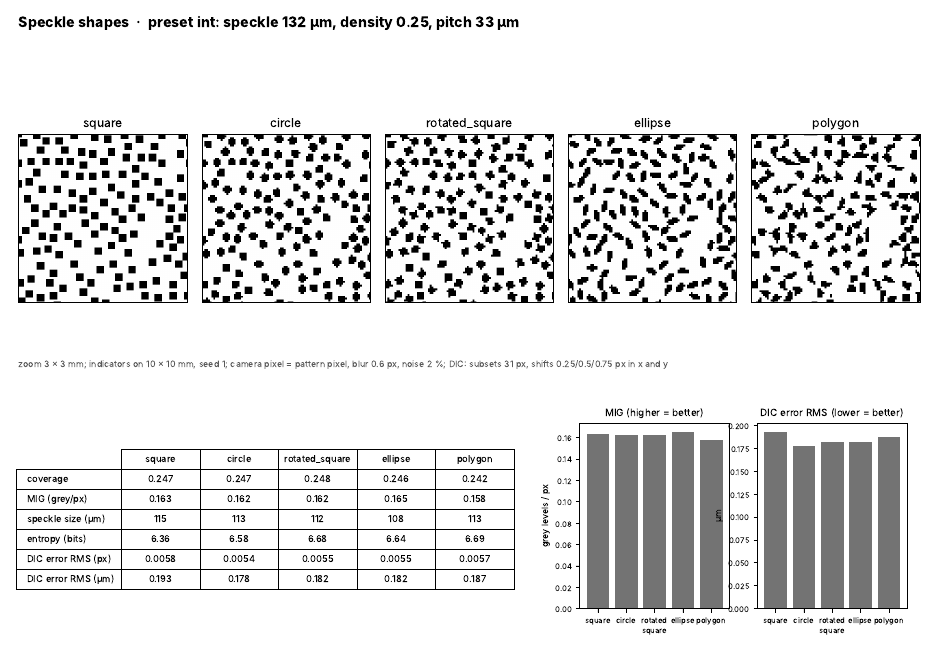 Speckle shapes · preset int: speckle 132 µm, density 0.25, pitch 33 µm
square circle rotated_square ellipse polygon
zoom 3 × 3 mm; indicators on 10 × 10 mm, seed 1; camera pixel = pattern pixel, blur 0.6 px, noise 2 %; DIC: subsets 31 px, shifts 0.25/0.5/0.75 px in x and y
square circle rotated_square ellipse polygon
coverage 0.247 0.247 0.248 0.246 0.242
MIG (grey/px) 0.163 0.162 0.162 0.165 0.158
speckle size (µm) 115 113 112 108 113
entropy (bits) 6.36 6.58 6.68 6.64 6.69
DIC error RMS (px) 0.0058 0.0054 0.0055 0.0055 0.0057
DIC error RMS (µm) 0.193 0.178 0.182 0.182 0.187
MIG (higher = better)
grey levels / px
0.16
0.14
0.12
0.10
0.08
0.06
0.04
0.02
0.00
square circle rotated square ellipse polygon
DIC error RMS (lower = better)
µm
0.200
0.175
0.150
0.125
0.100
0.075
0.050
0.025
0.000
square circle rotated square ellipse polygon